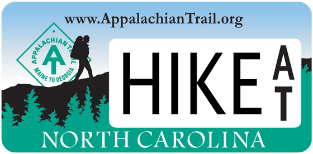 www.AppalachianTrail.org
APPALACHIAN TRAIL
MAINE TO GEORGIA
HIKE AT
NORTH CAROLINA